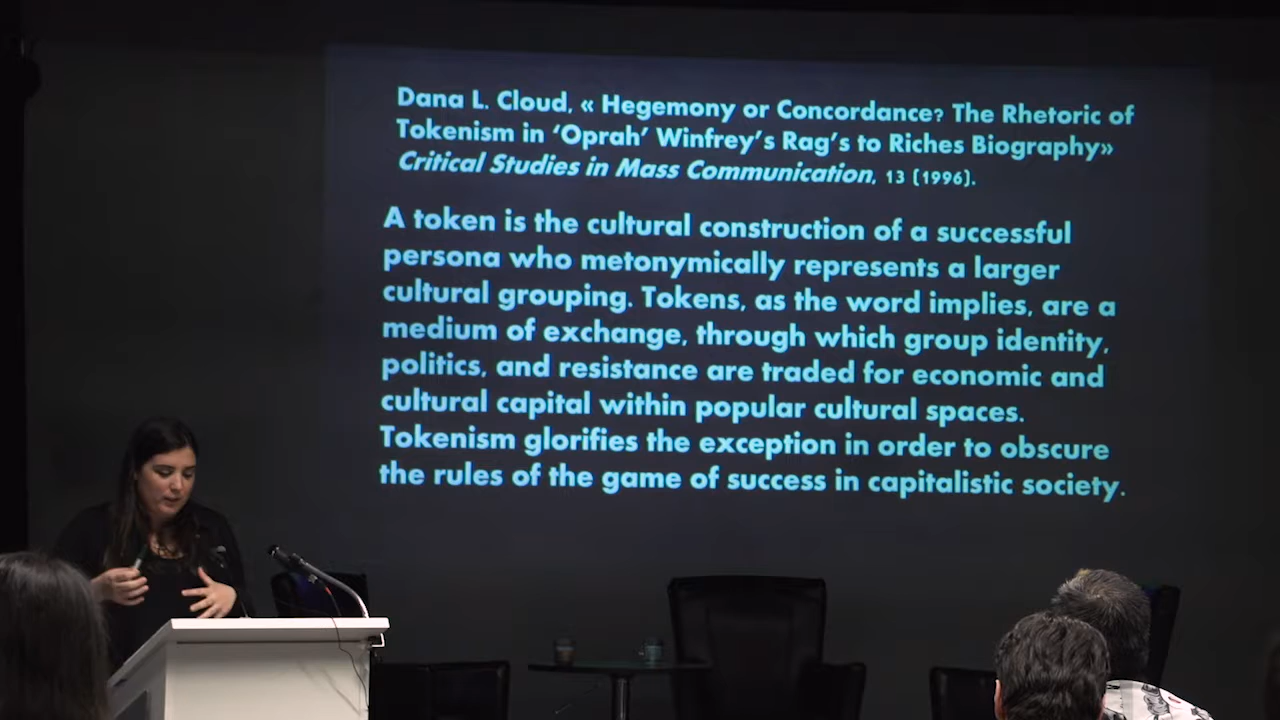 Dana L. Cloud, « Hegemony or Concordance? The Rhetoric of
Tokenism in ‘Oprah’ Winfrey’s Rag’s to Riches Biography»
Critical Studies in Mass Communication, 13 (1996).
A token is the cultural construction of a successful
persona who metonymically represents a larger
cultural grouping. Tokens, as the word implies, are a
medium of exchange, through which group identity,
politics, and resistance are traded for economic and
cultural capital within popular cultural spaces.
Tokenism glorifies the exception in order to obscure
the rules of the game of success in capitalistic society.